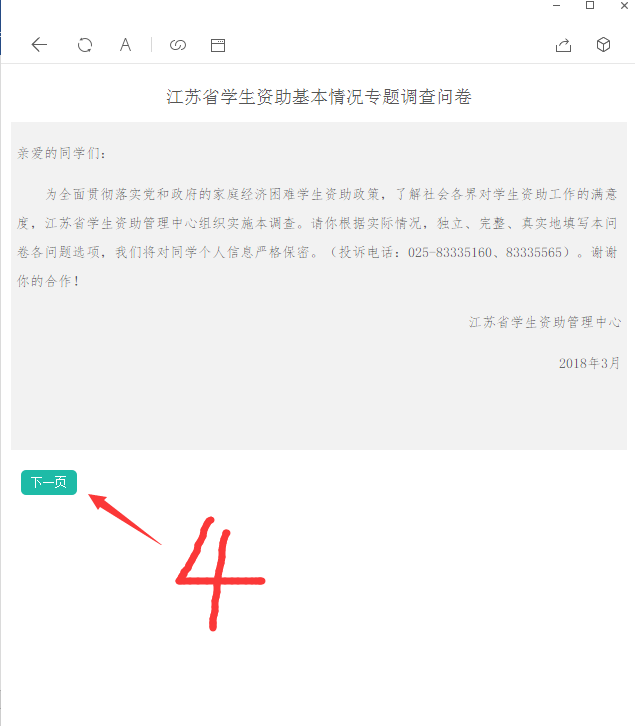 A
江苏省学生资助基本情况专题调查问卷
亲爱的同学们：
为全面贯彻落实党和政府的家庭经济困难学生资助政策，了解社会各界对学生资助工作的满意
度，江苏省学生资助管理中心组织实施本调查。请你根据实际情况，独立、完整、真实地填写本问
卷各问题选项，我们将对同学个人信息严格保密。（投诉电话：025-83335160、83335565）。谢谢
你的合作！
江苏省学生资助管理中心
2018年3月
下一页
4